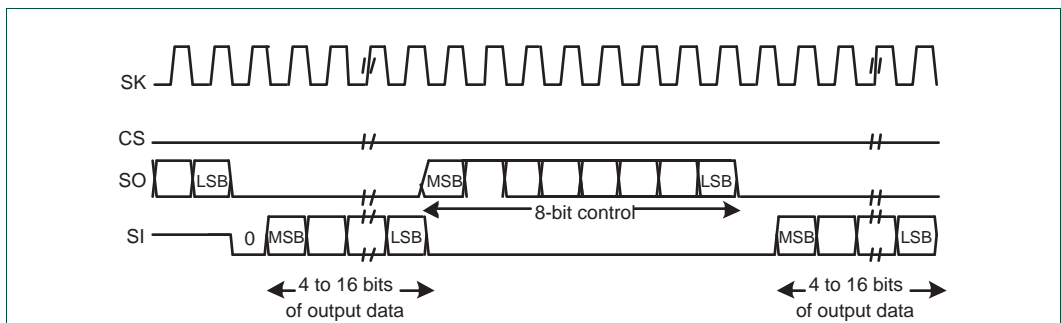 SK
CS
SO
LSB
MSB
LSB
8-bit control
SI
0
MSB
LSB
MSB
LSB
4 to 16 bits
of output data
4 to 16 bits
of output data